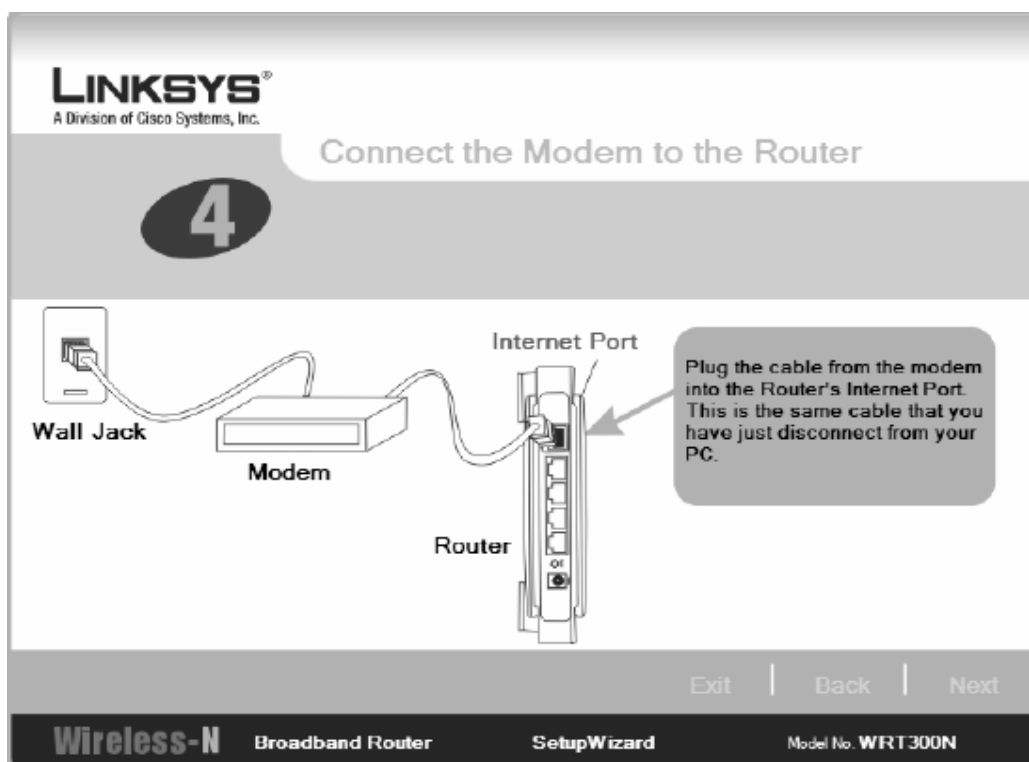 LINKSYS®
A Division of Cisco Systems, Inc.
Connect the Modem to the Router
4
Internet Port
Plug the cable from the modem
into the Router's Internet Port.
This is the same cable that you
have just disconnect from your
PC.
Wall Jack
Modem
Router
Exit | Back | Next
Wireless-N Broadband Router SetupWizard Model No. WRT300N